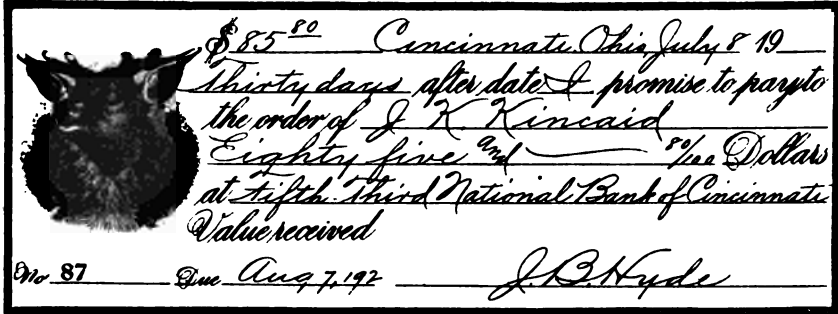 $85 80 Cincinnati, Ohio, July 8 19
Thirty days after date I promise to pay to
the order of J. K. Kincaid
Eighty five and 80/100 Dollars
at Fifth-Third National Bank of Cincinnati
Value received
No 87 Due Aug 7, 192 J. B. Hyde